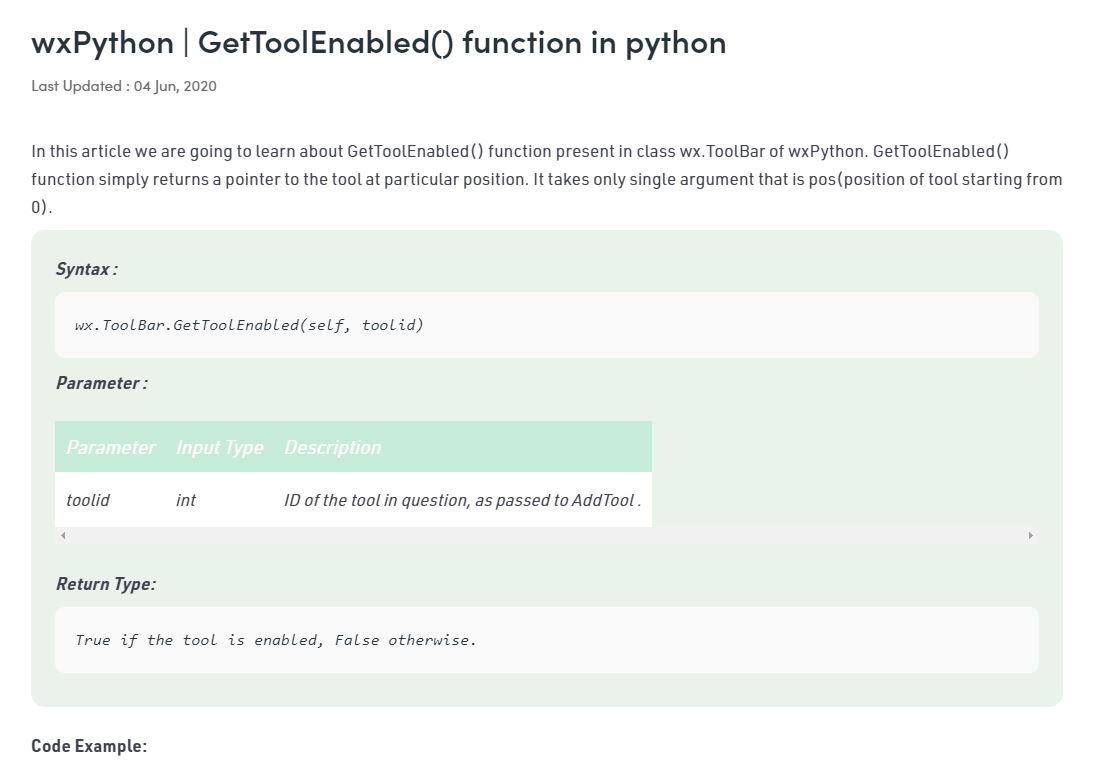 wxPython | GetToolEnabled() function in python
Last Updated : 04 Jun, 2020
In this article we are going to learn about GetToolEnabled() function present in class wx.ToolBar of wxPython. GetToolEnabled()
function simply returns a pointer to the tool at particular position. It takes only single argument that is pos(position of tool starting from
0).
Syntax :
wx.ToolBar.GetToolEnabled(self, toolid)
Parameter :
Parameter Input Type Description
toolid int ID of the tool in question, as passed to AddTool .
Return Type:
True if the tool is enabled, False otherwise.
Code Example: